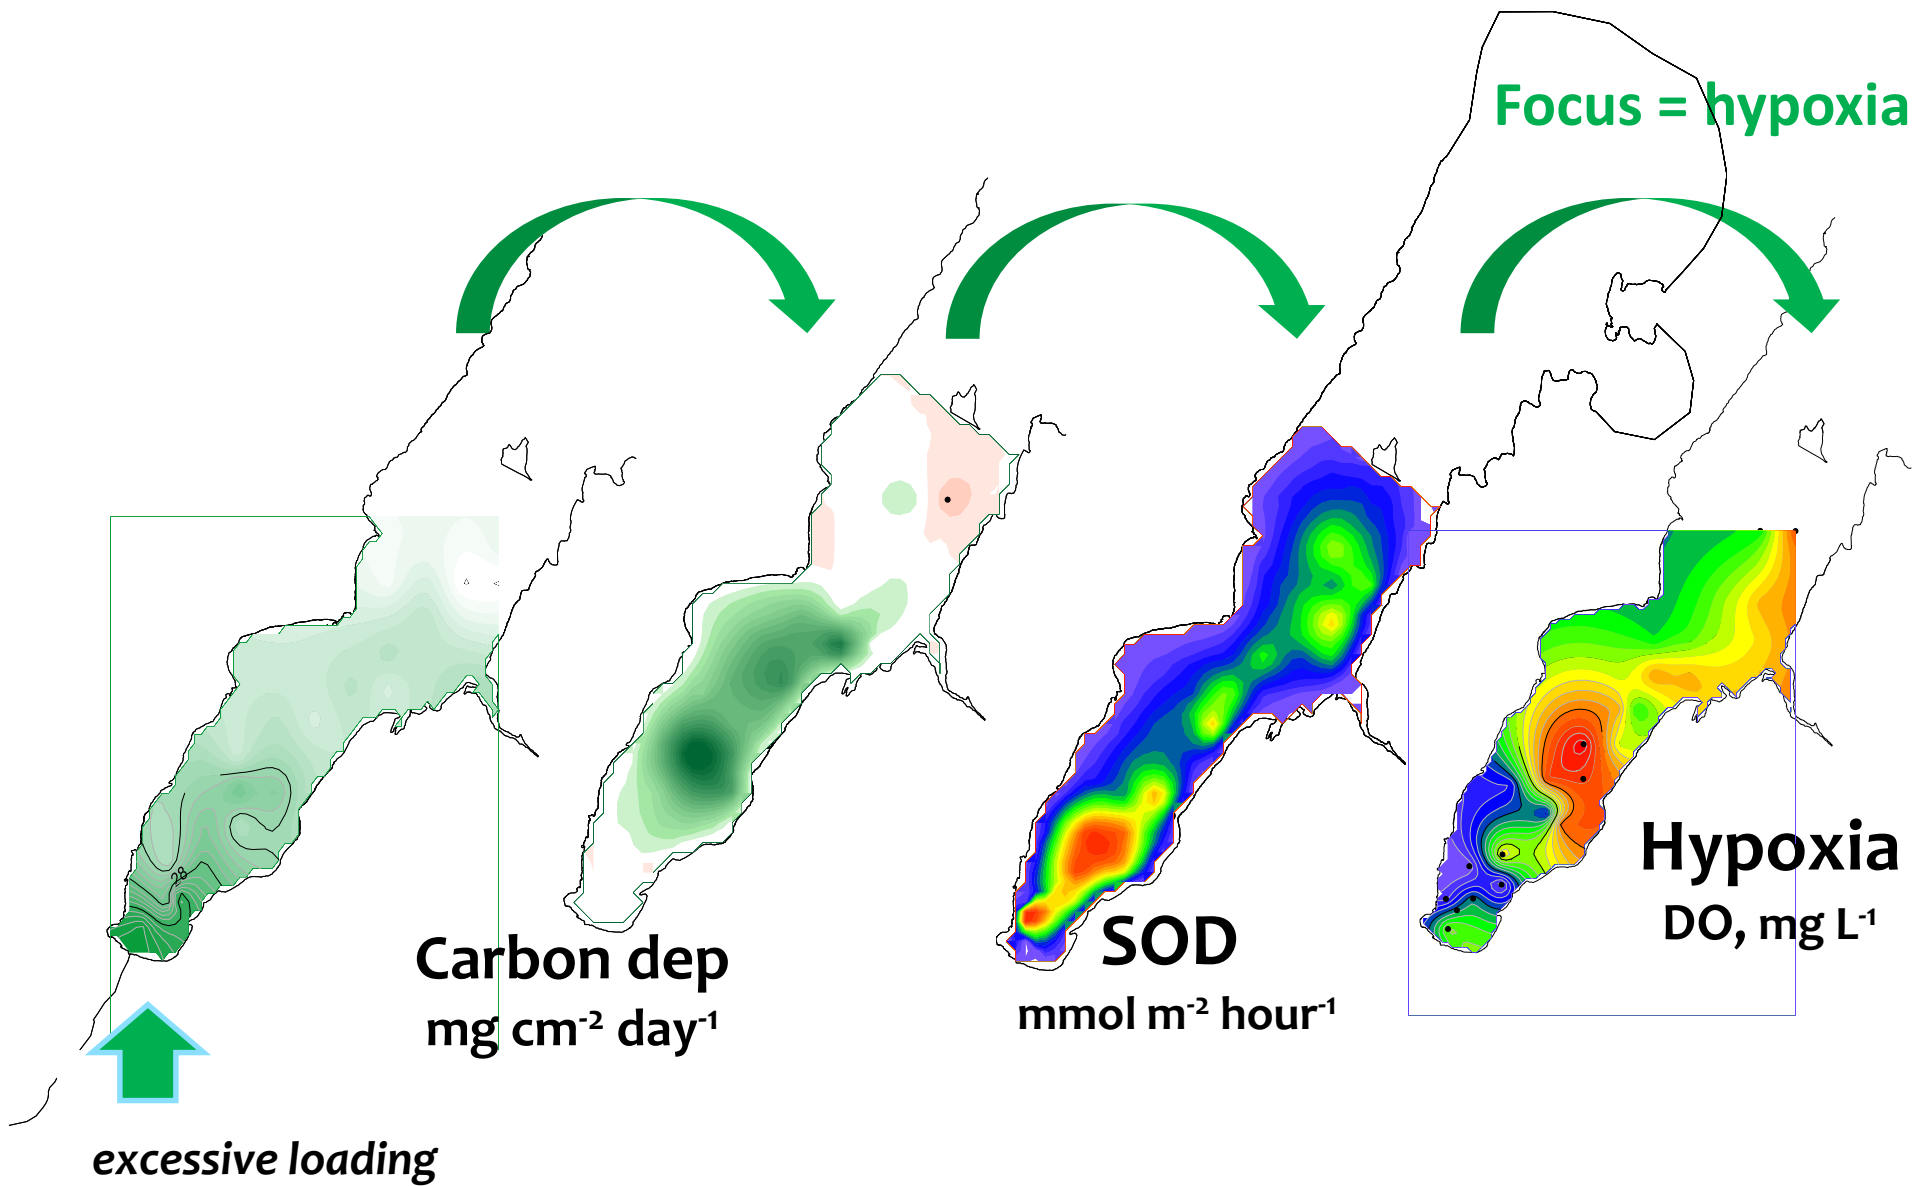 Focus = hypoxia
28
Carbon dep
mg cm⁻² day⁻¹
SOD
mmol m⁻² hour⁻¹
Hypoxia
DO, mg L⁻¹
excessive loading